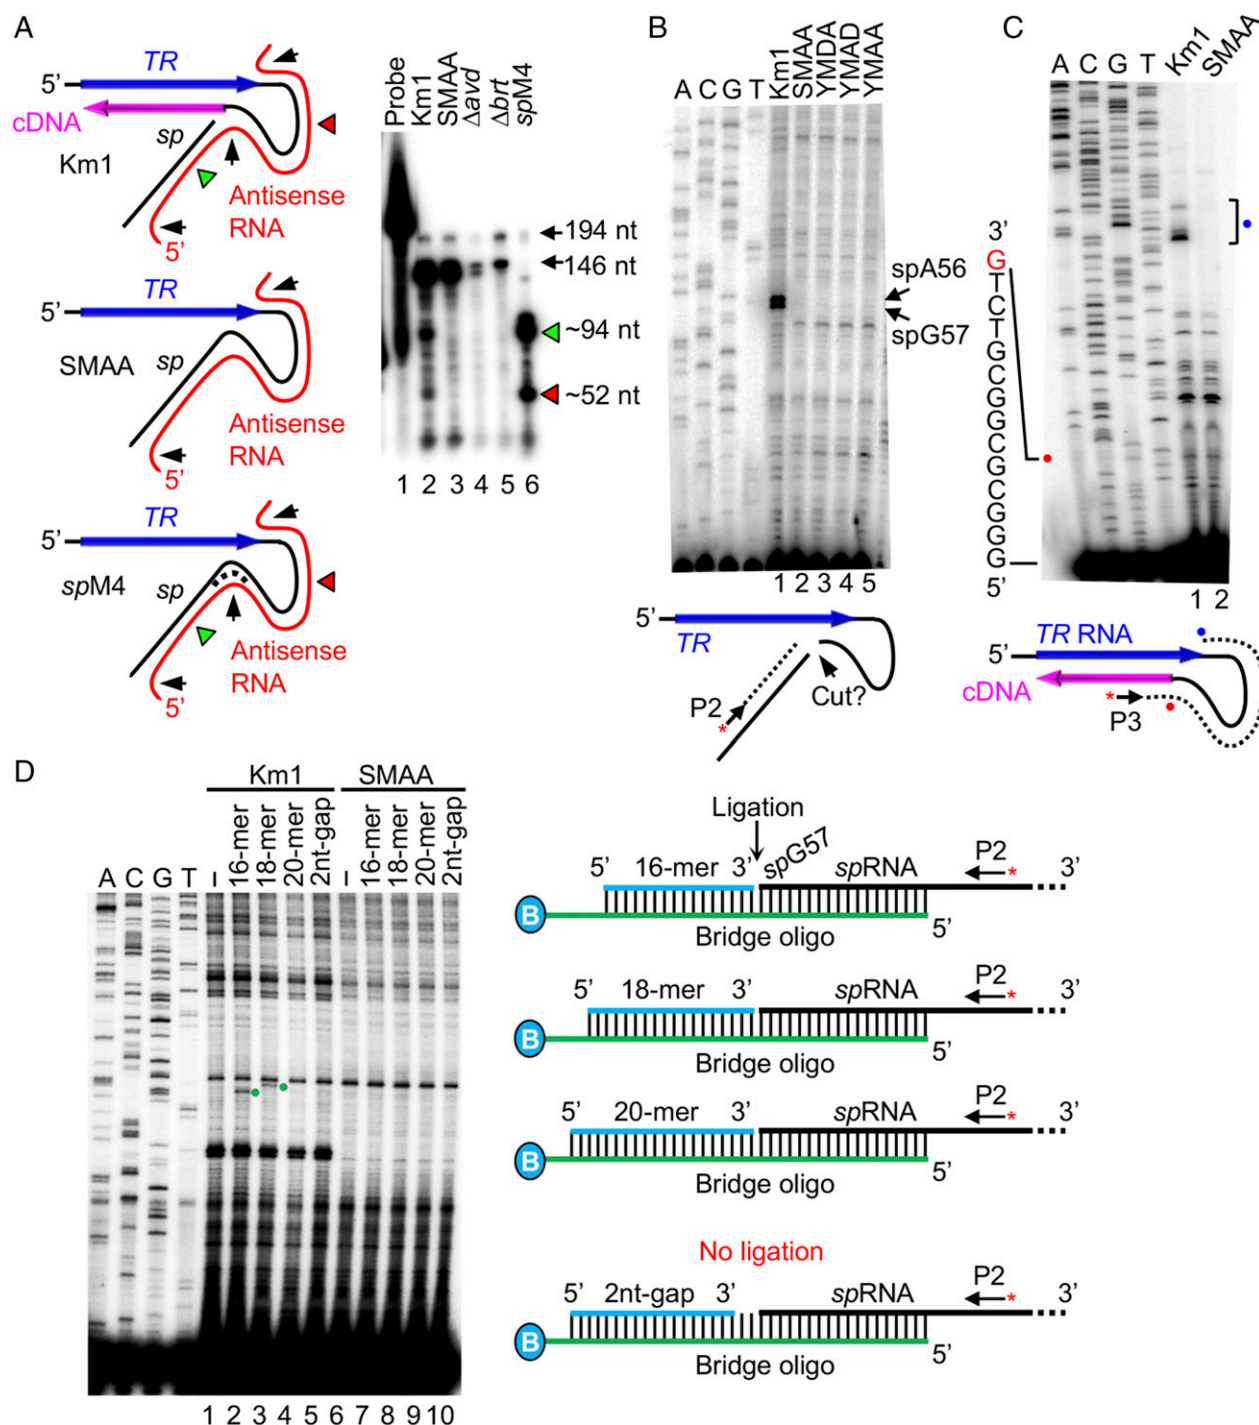 A
5'
TR
cDNA
sp
Km1
Antisense
RNA
5'
5'
TR
SMAA
sp
Antisense
RNA
5'
5'
TR
spM4
sp
Antisense
RNA
5'
Probe
Km1
SMAA
Δavd
Δbrt
spM4
194 nt
146 nt
~94 nt
~52 nt
1 2 3 4 5 6
B
A C G T
Km1
SMAA
YMDA
YMAD
YMAA
spA56
spG57
1 2 3 4 5
5'
TR
P2
*
Cut?
C
A C G T
Km1
SMAA
3'
G
T
C
T
G
C
G
G
C
G
C
G
G
G
5'
1 2
5'
TR RNA
cDNA
*
P3
D
Km1 SMAA
A C G T
–
16-mer
18-mer
20-mer
2nt-gap
–
16-mer
18-mer
20-mer
2nt-gap
1 2 3 4 5 6 7 8 9 10
Ligation
5' 16-mer 3' spG57 spRNA P2 * 3'
B
Bridge oligo 5'
5' 18-mer 3' spRNA P2 * 3'
B
Bridge oligo 5'
5' 20-mer 3' spRNA P2 * 3'
B
Bridge oligo 5'
No ligation
5' 2nt-gap 3' spRNA P2 * 3'
B
Bridge oligo 5'